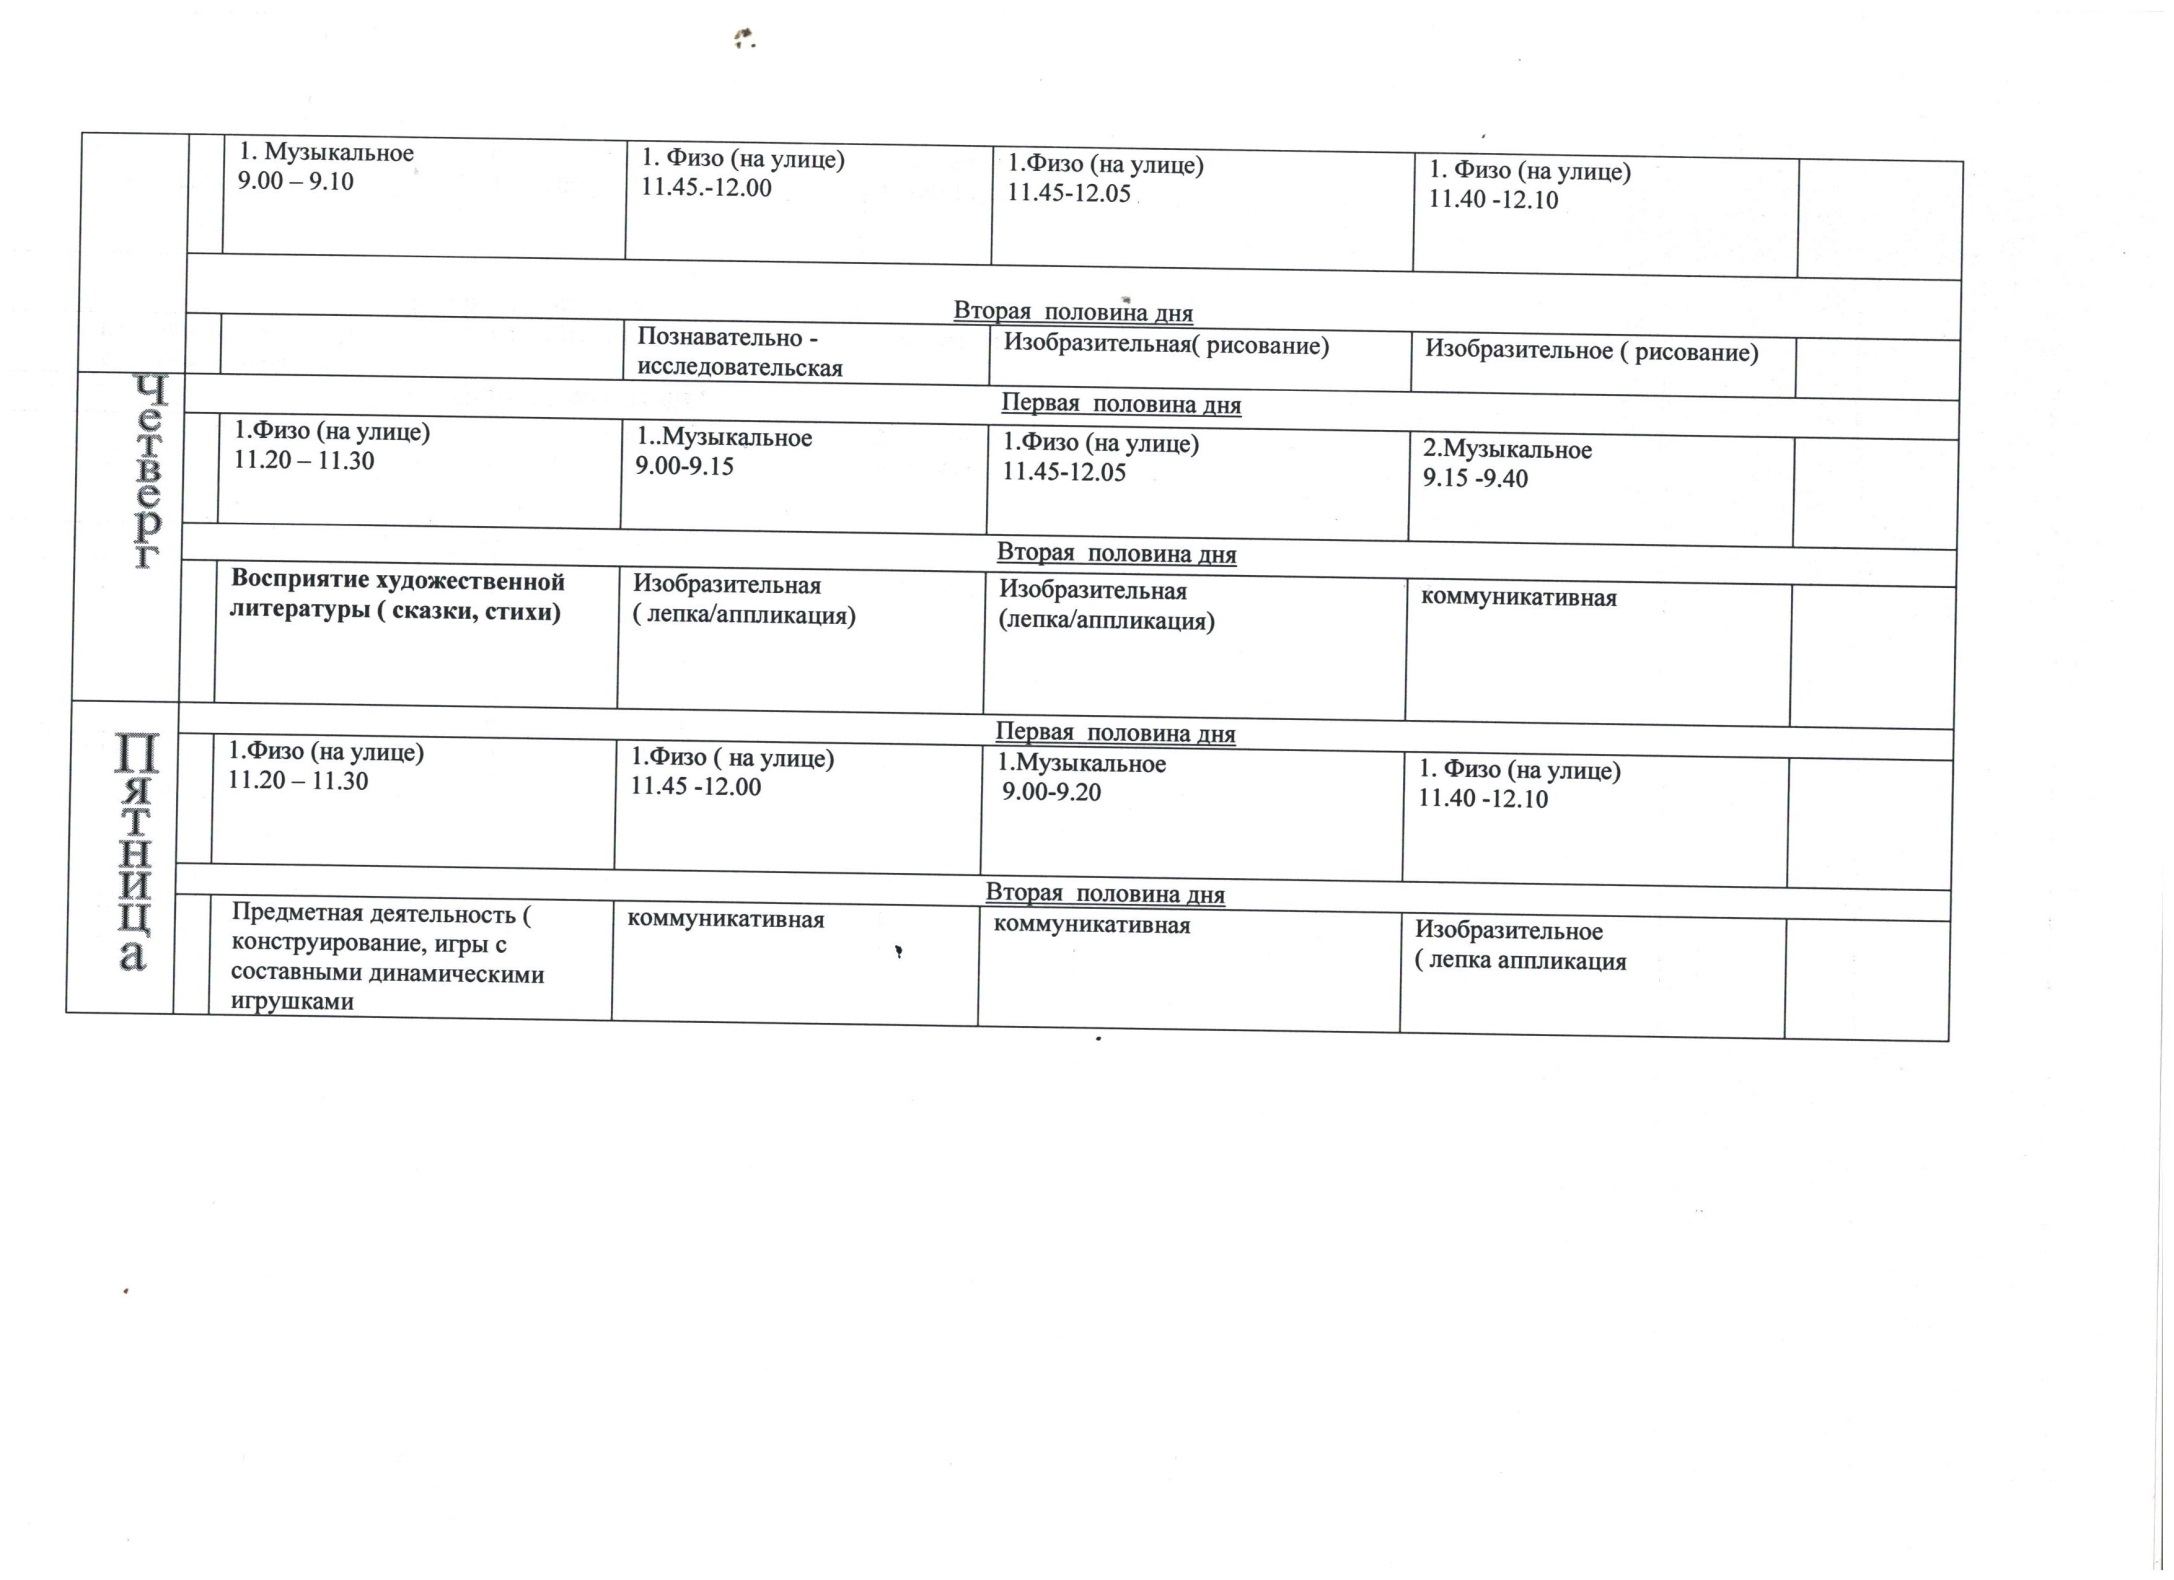 1. Музыкальное
9.00 – 9.10
1. Физо (на улице)
11.45.-12.00
1.Физо (на улице)
11.45-12.05
1. Физо (на улице)
11.40 -12.10
Вторая половина дня
Познавательно -
исследовательская
Изобразительная( рисование)
Изобразительное ( рисование)
Четверг
Первая половина дня
1.Физо (на улице)
11.20 – 11.30
1..Музыкальное
9.00-9.15
1.Физо (на улице)
11.45-12.05
2.Музыкальное
9.15 -9.40
Вторая половина дня
Восприятие художественной
литературы ( сказки, стихи)
Изобразительная
( лепка/аппликация)
Изобразительная
(лепка/аппликация)
коммуникативная
Пятница
Первая половина дня
1.Физо (на улице)
11.20 – 11.30
1.Физо ( на улице)
11.45 -12.00
1.Музыкальное
9.00-9.20
1. Физо (на улице)
11.40 -12.10
Вторая половина дня
Предметная деятельность (
конструирование, игры с
составными динамическими
игрушками
коммуникативная
коммуникативная
Изобразительное
( лепка аппликация